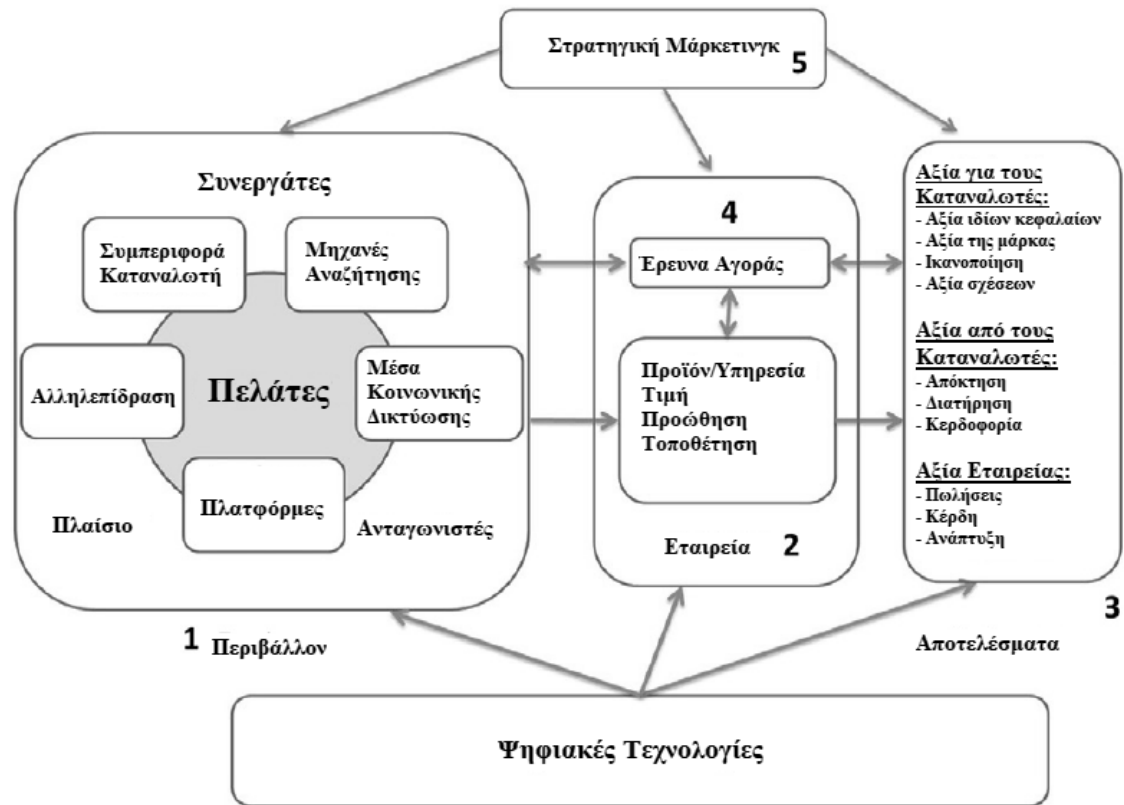 Στρατηγική Μάρκετινγκ
5
Συνεργάτες
Συμπεριφορά
Καταναλωτή
Μηχανές
Αναζήτησης
Αλληλεπίδραση
Πελάτες
Μέσα
Κοινωνικής
Δικτύωσης
Πλατφόρμες
Πλαίσιο
Ανταγωνιστές
1 Περιβάλλον
4
Έρευνα Αγοράς
Προϊόν/Υπηρεσία
Τιμή
Προώθηση
Τοποθέτηση
Εταιρεία 2
Αξία για τους
Καταναλωτές:
- Αξία ιδίων κεφαλαίων
- Αξία της μάρκας
- Ικανοποίηση
- Αξία σχέσεων
Αξία από τους
Καταναλωτές:
- Απόκτηση
- Διατήρηση
- Κερδοφορία
Αξία Εταιρείας:
- Πωλήσεις
- Κέρδη
- Ανάπτυξη
3
Αποτελέσματα
Ψηφιακές Τεχνολογίες